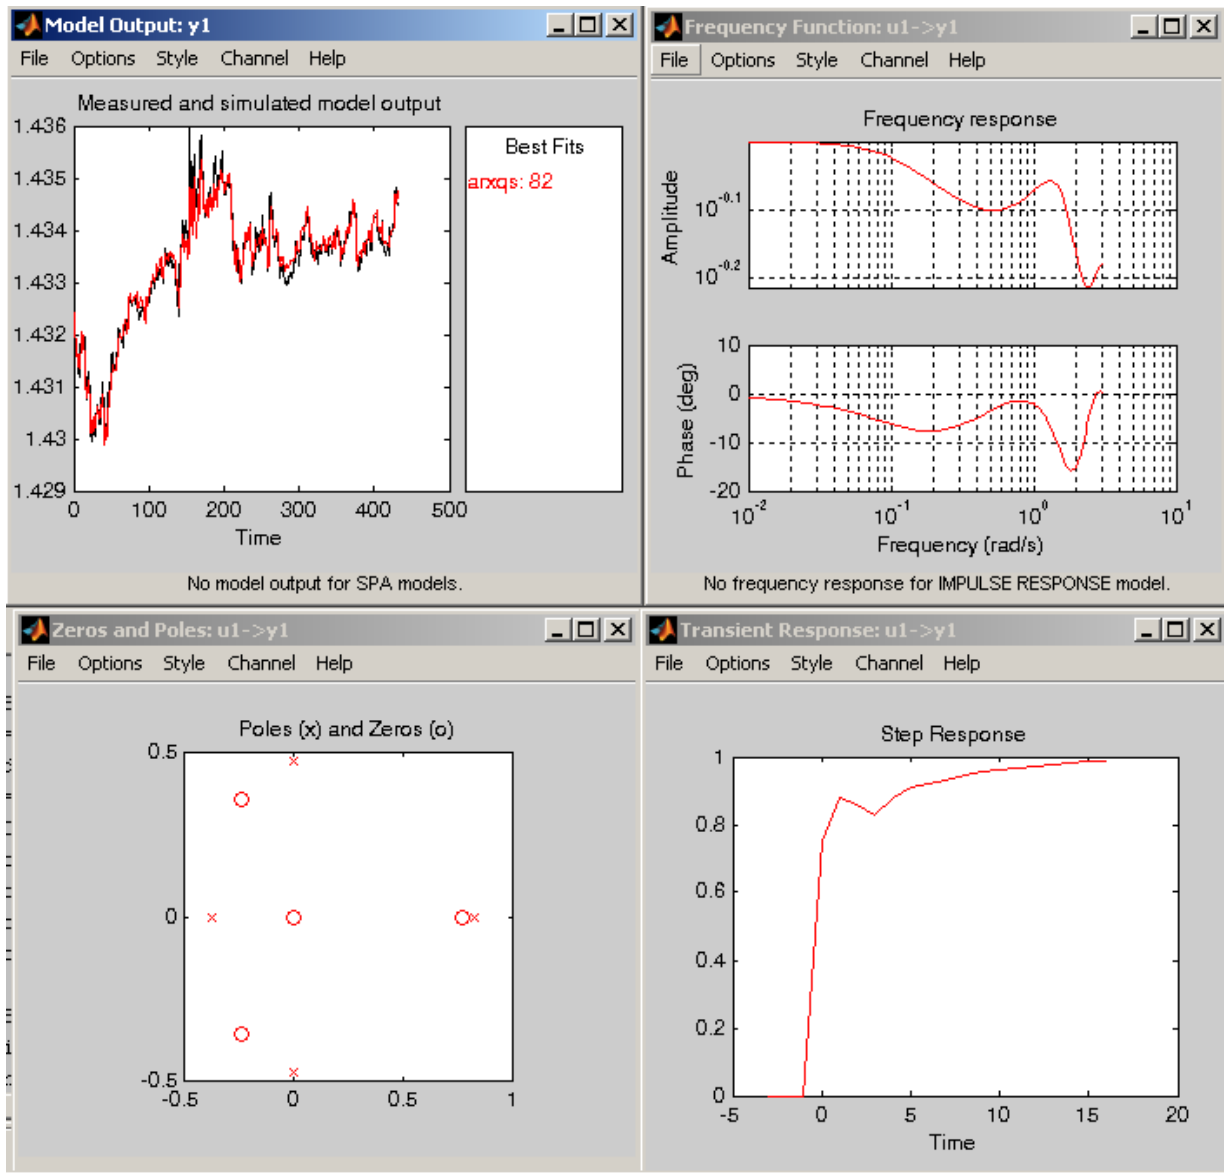 Model Output: y1
File Options Style Channel Help
Measured and simulated model output
1.436
1.435
1.434
1.433
1.432
1.431
1.43
1.429
0 100 200 300 400 500
Time
Best Fits
arxqs: 82
No model output for SPA models.
Frequency Function: u1->y1
File Options Style Channel Help
Frequency response
Amplitude
10^-0.1
10^-0.2
Phase (deg)
10
0
-10
-20
10^-2 10^-1 10^0 10^1
Frequency (rad/s)
No frequency response for IMPULSE RESPONSE model.
Zeros and Poles: u1->y1
File Options Style Channel Help
Poles (x) and Zeros (o)
0.5
0
-0.5
-0.5 0 0.5 1
Transient Response: u1->y1
File Options Style Channel Help
Step Response
1
0.8
0.6
0.4
0.2
0
-5 0 5 10 15 20
Time